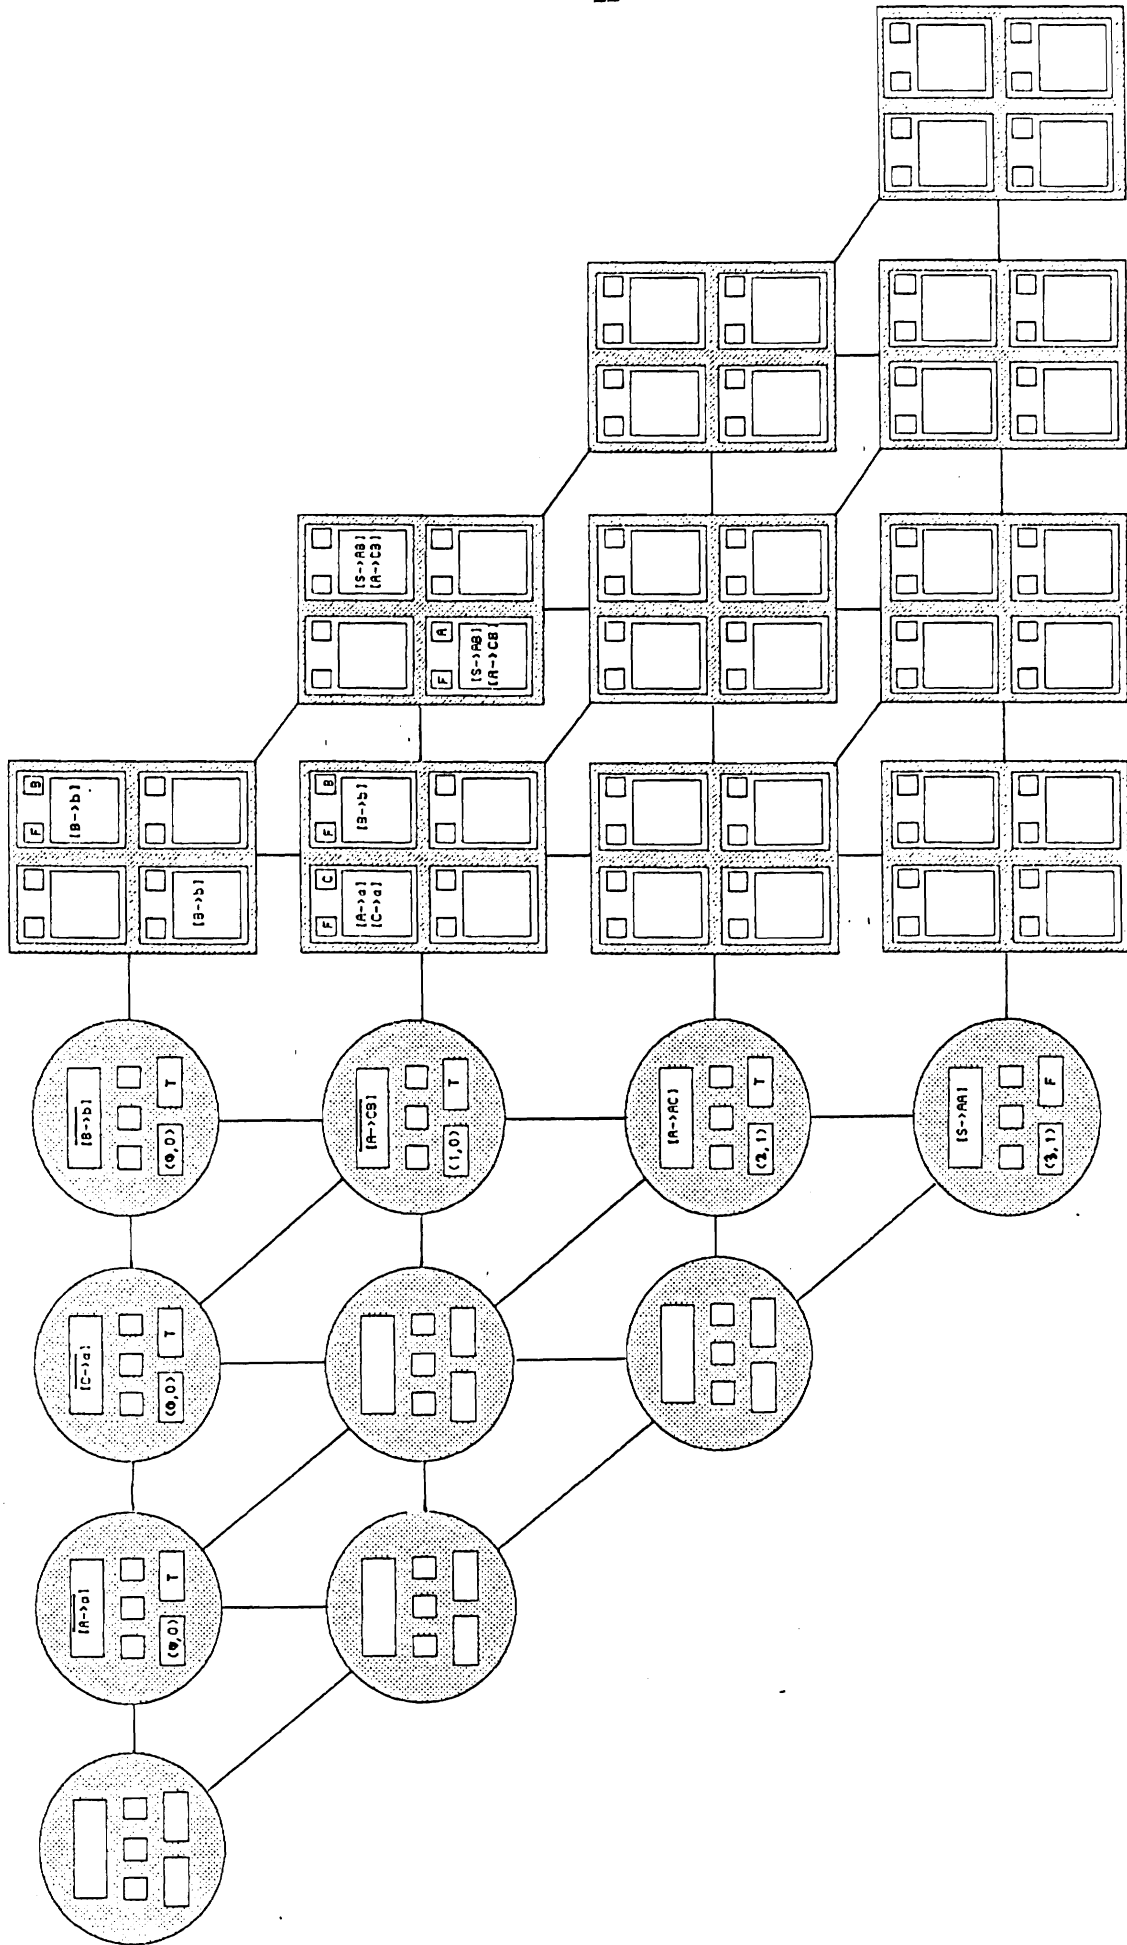 [A->a]
(0,0) T
[C->a]
(0,0) T
[B->b]
(0,0) T
F B
[B->b]
[B->b]
[A->CB]
(1,0) T
F C
[A->a]
[C->a]
F B
[B->b]
[S->AB]
[A->CB]
F A
[S->AB]
[A->CB]
[A->AC]
(2,1) T
[S->AA]
(3,1) F